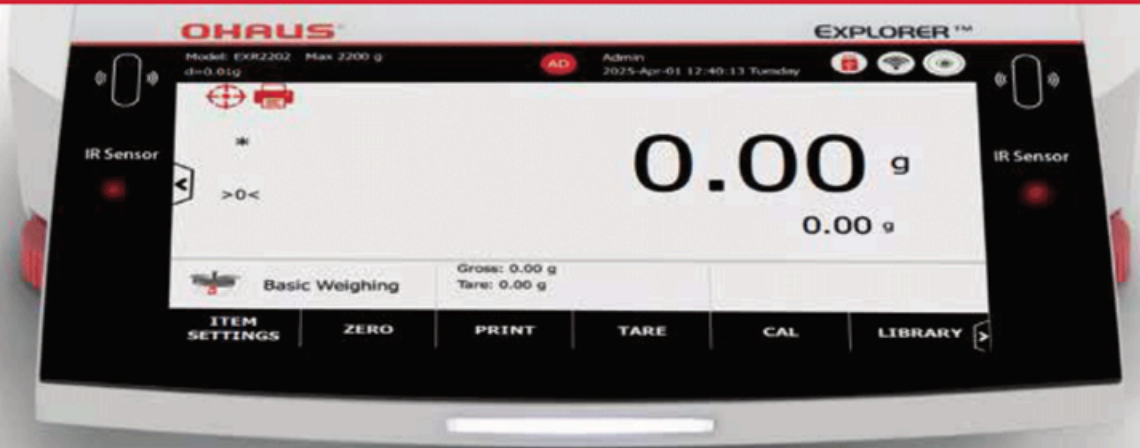 OHAUS
EXPLORER™
Model: EXR2202 Max 2200 g
d=0.01g
AD
Admin
2025-Apr-01 12:40:13 Tuesday
IR Sensor
IR Sensor
*
>0<
0.00 g
0.00 g
Basic Weighing
Gross: 0.00 g
Tare: 0.00 g
ITEM
SETTINGS
ZERO
PRINT
TARE
CAL
LIBRARY